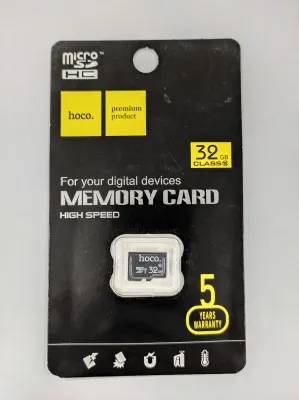 micro
SD
HC
hoco.
premium
product
32 GB
CLASS
For your digital devices
MEMORY CARD
HIGH SPEED
hoco.
32
5
YEARS
WARRANTY